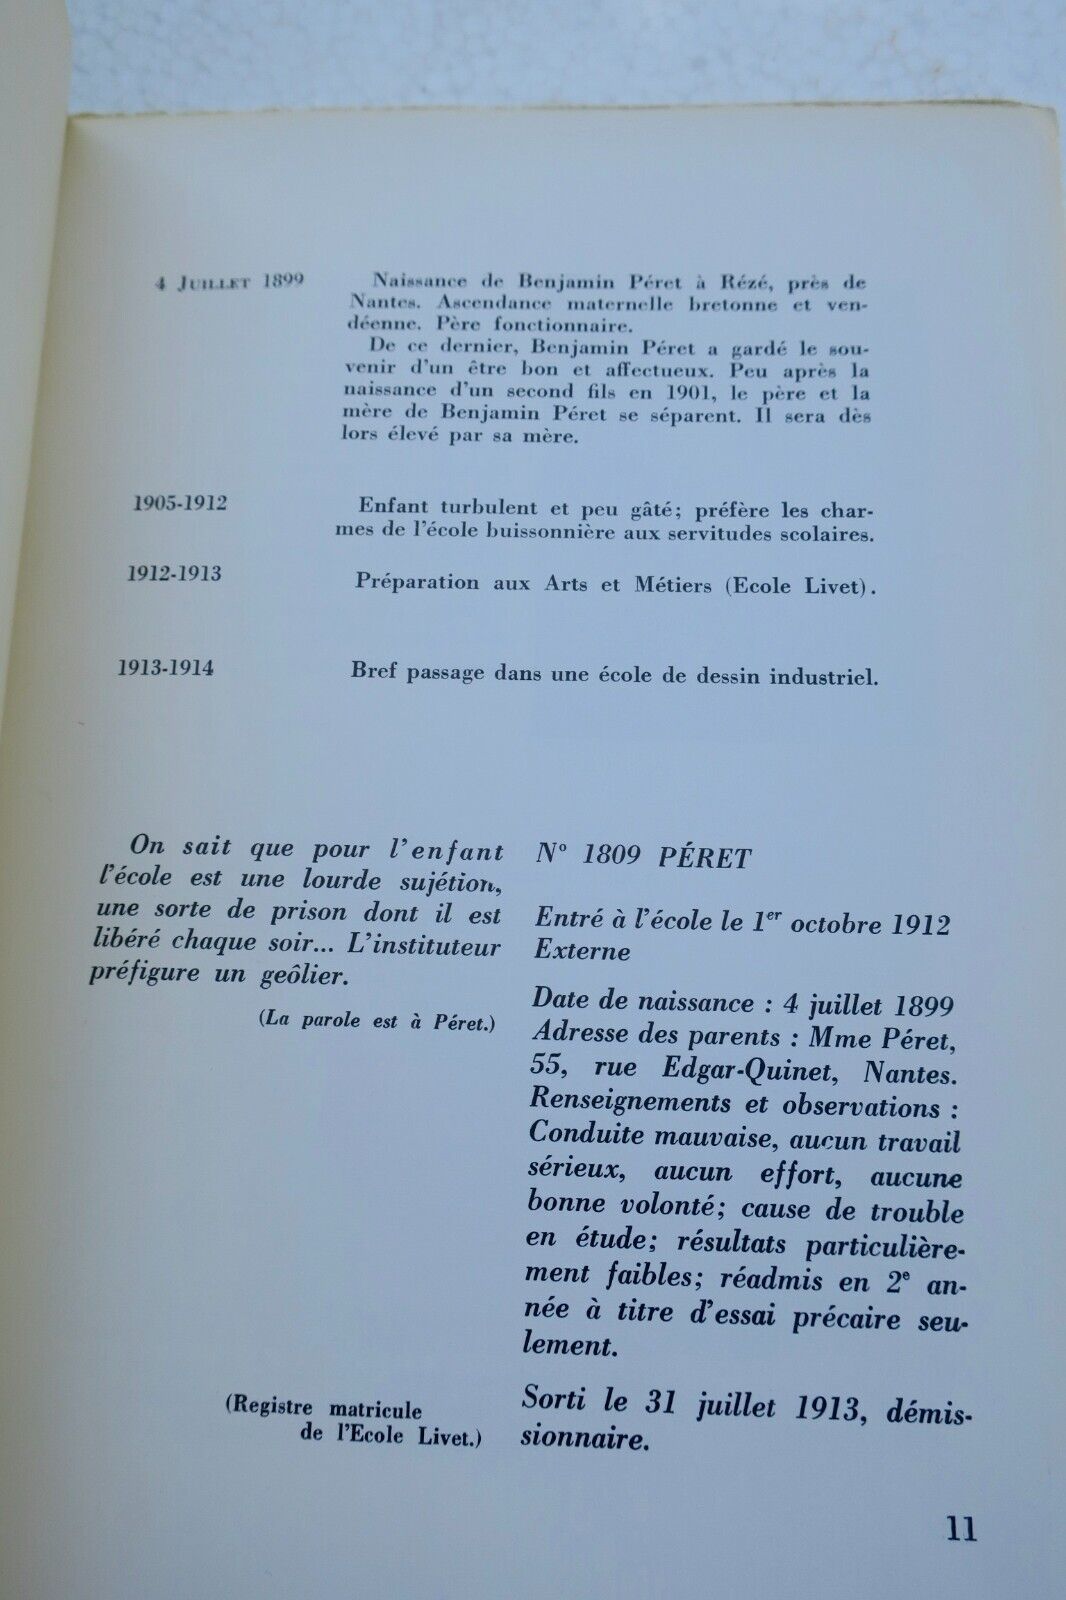 4 Juillet 1899
Naissance de Benjamin Péret à Rézé, près de
Nantes. Ascendance maternelle bretonne et ven-
déenne. Père fonctionnaire.
De ce dernier, Benjamin Péret a gardé le sou-
venir d'un être bon et affectueux. Peu après la
naissance d'un second fils en 1901, le père et la
mère de Benjamin Péret se séparent. Il sera dès
lors élevé par sa mère.
1905-1912
Enfant turbulent et peu gâté; préfère les char-
mes de l'école buissonnière aux servitudes scolaires.
1912-1913
Préparation aux Arts et Métiers (Ecole Livet).
1913-1914
Bref passage dans une école de dessin industriel.
On sait que pour l'enfant
l'école est une lourde sujétion,
une sorte de prison dont il est
libéré chaque soir... L'instituteur
préfigure un geôlier.
(La parole est à Péret.)
N° 1809 PÉRET
Entré à l'école le 1er octobre 1912
Externe
Date de naissance : 4 juillet 1899
Adresse des parents : Mme Péret,
55, rue Edgar-Quinet, Nantes.
Renseignements et observations :
Conduite mauvaise, aucun travail
sérieux, aucun effort, aucune
bonne volonté; cause de trouble
en étude; résultats particulière-
ment faibles; réadmis en 2e an-
née à titre d'essai précaire seu-
lement.
Sorti le 31 juillet 1913, démis-
sionnaire.
(Registre matricule
de l'Ecole Livet.)
11